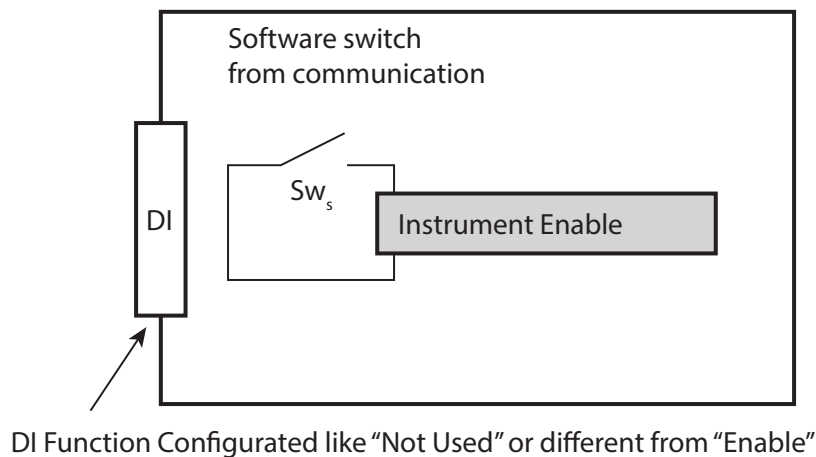 Software switch
from communication
Sws
DI
Instrument Enable
DI Function Configurated like “Not Used” or different from “Enable”